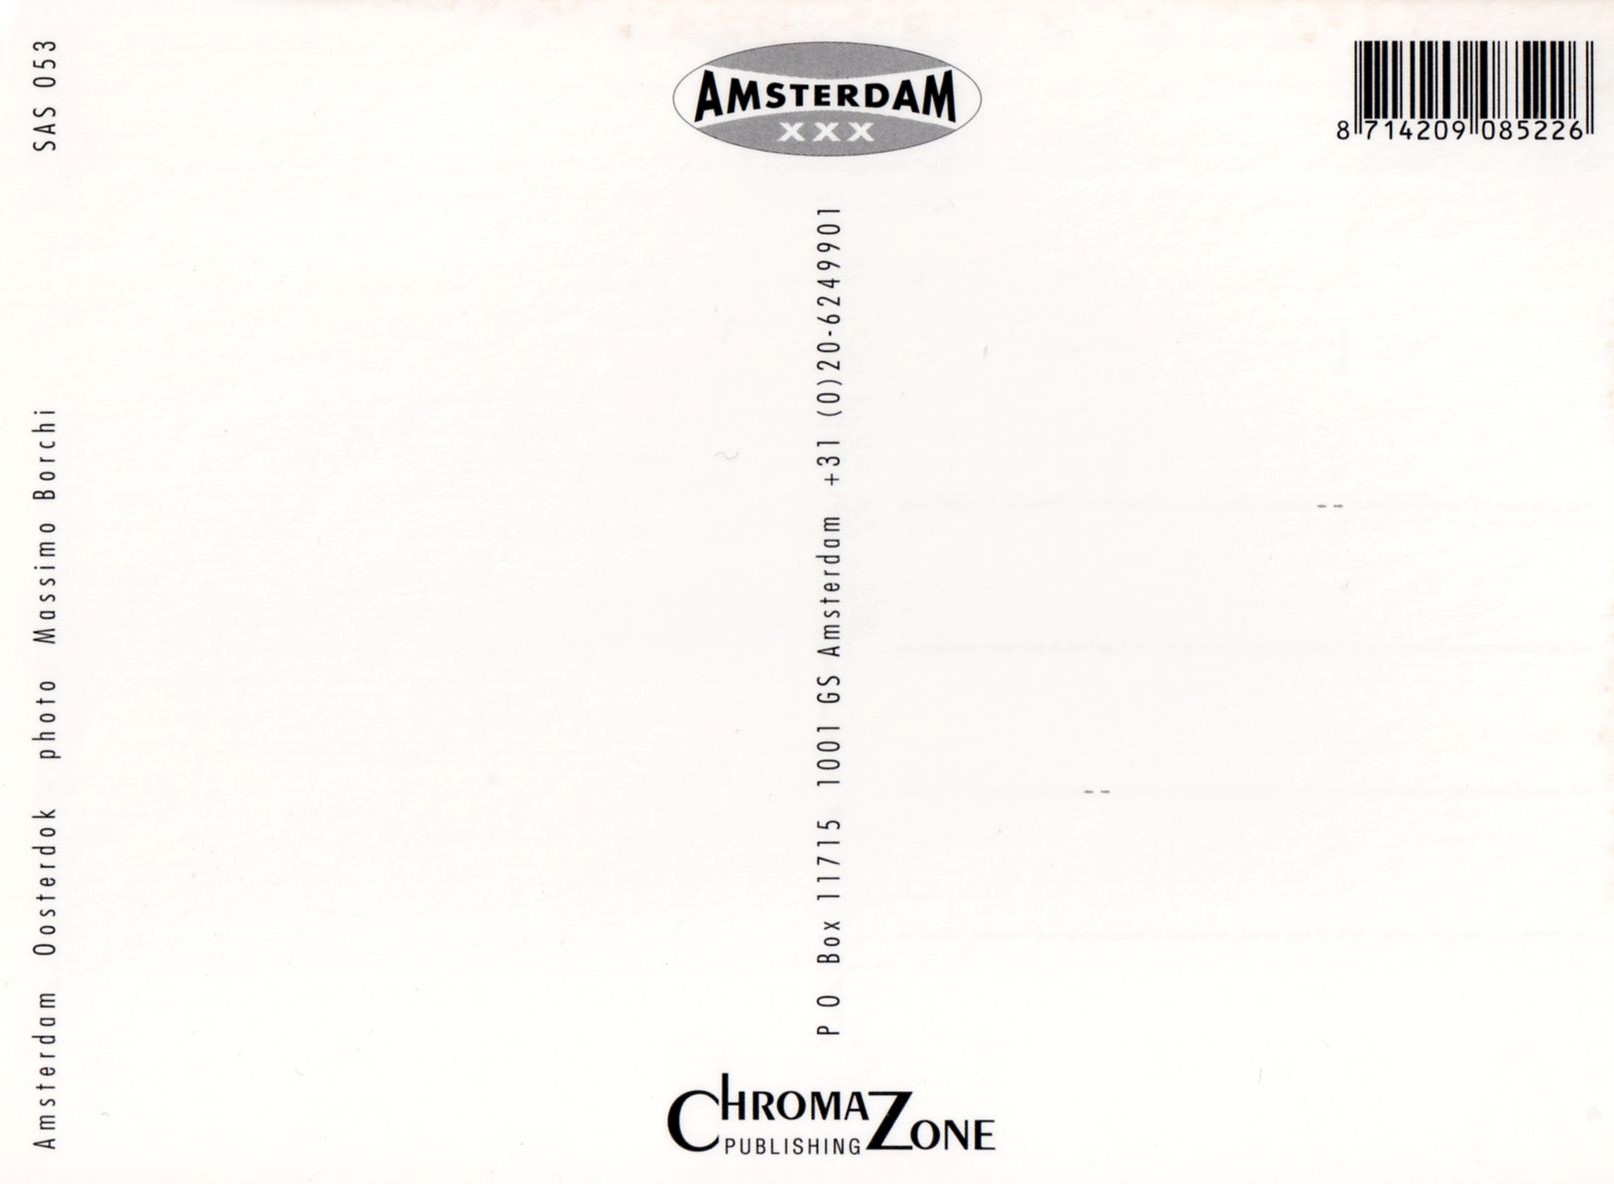 SAS 053
Amsterdam Oosterdok photo Massimo Borchi
AMSTERDAM
XXX
P O Box 11715 1001 GS Amsterdam +31 (0)20-6249901
CHROMAZONE
PUBLISHING
8 714209 085226